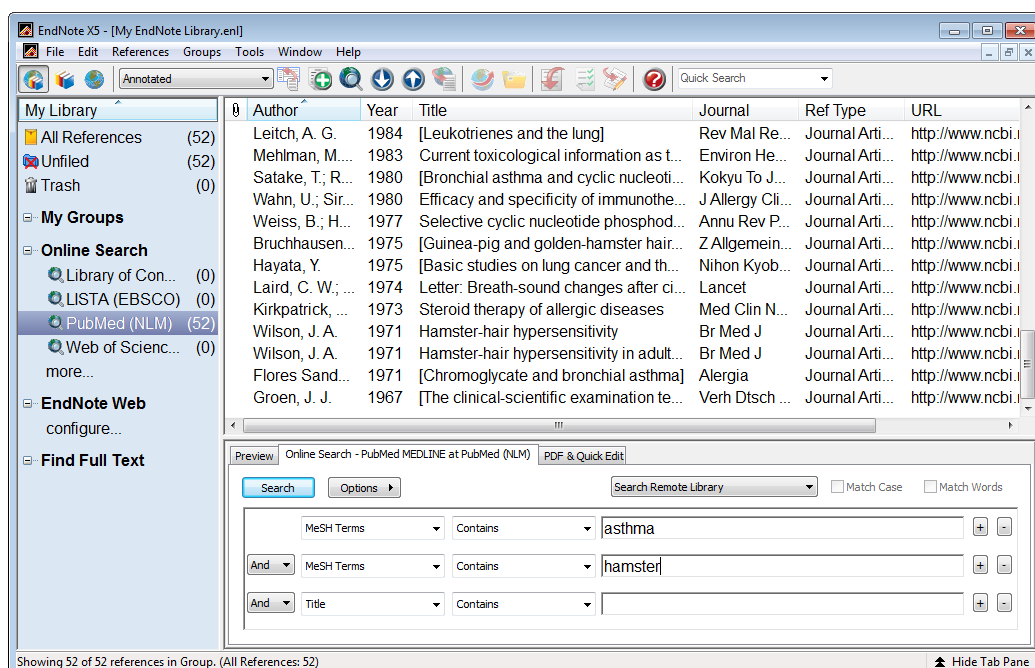 EndNote X5 - [My EndNote Library.enl]
File Edit References Groups Tools Window Help
Annotated Quick Search
My Library
All References (52)
Unfiled (52)
Trash (0)
My Groups
Online Search
Library of Con... (0)
LISTA (EBSCO) (0)
PubMed (NLM) (52)
Web of Scienc... (0)
more...
EndNote Web
configure...
Find Full Text
Author Year Title Journal Ref Type URL
Leitch, A. G. 1984 [Leukotrienes and the lung] Rev Mal Re... Journal Arti... http://www.ncbi.
Mehlman, M.... 1983 Current toxicological information as t... Environ He... Journal Arti... http://www.ncbi.
Satake, T.; R... 1980 [Bronchial asthma and cyclic nucleoti... Kokyu To J... Journal Arti... http://www.ncbi.
Wahn, U.; Sir... 1980 Efficacy and specificity of immunothe... J Allergy Cli... Journal Arti... http://www.ncbi.
Weiss, B.; H... 1977 Selective cyclic nucleotide phosphod... Annu Rev P... Journal Arti... http://www.ncbi.
Bruchhausen... 1975 [Guinea-pig and golden-hamster hair... Z Allgemein... Journal Arti... http://www.ncbi.
Hayata, Y. 1975 [Basic studies on lung cancer and th... Nihon Kyob... Journal Arti... http://www.ncbi.
Laird, C. W.; ... 1974 Letter: Breath-sound changes after ci... Lancet Journal Arti... http://www.ncbi.
Kirkpatrick, ... 1973 Steroid therapy of allergic diseases Med Clin N... Journal Arti... http://www.ncbi.
Wilson, J. A. 1971 Hamster-hair hypersensitivity Br Med J Journal Arti... http://www.ncbi.
Wilson, J. A. 1971 Hamster-hair hypersensitivity in adult... Br Med J Journal Arti... http://www.ncbi.
Flores Sand... 1971 [Chromoglycate and bronchial asthma] Alergia Journal Arti... http://www.ncbi.
Groen, J. J. 1967 [The clinical-scientific examination te... Verh Dtsch ... Journal Arti... http://www.ncbi.
Preview Online Search - PubMed MEDLINE at PubMed (NLM) PDF & Quick Edit
Search Options Search Remote Library Match Case Match Words
MeSH Terms Contains asthma + -
And MeSH Terms Contains hamster + -
And Title Contains + -
Showing 52 of 52 references in Group. (All References: 52) Hide Tab Pane